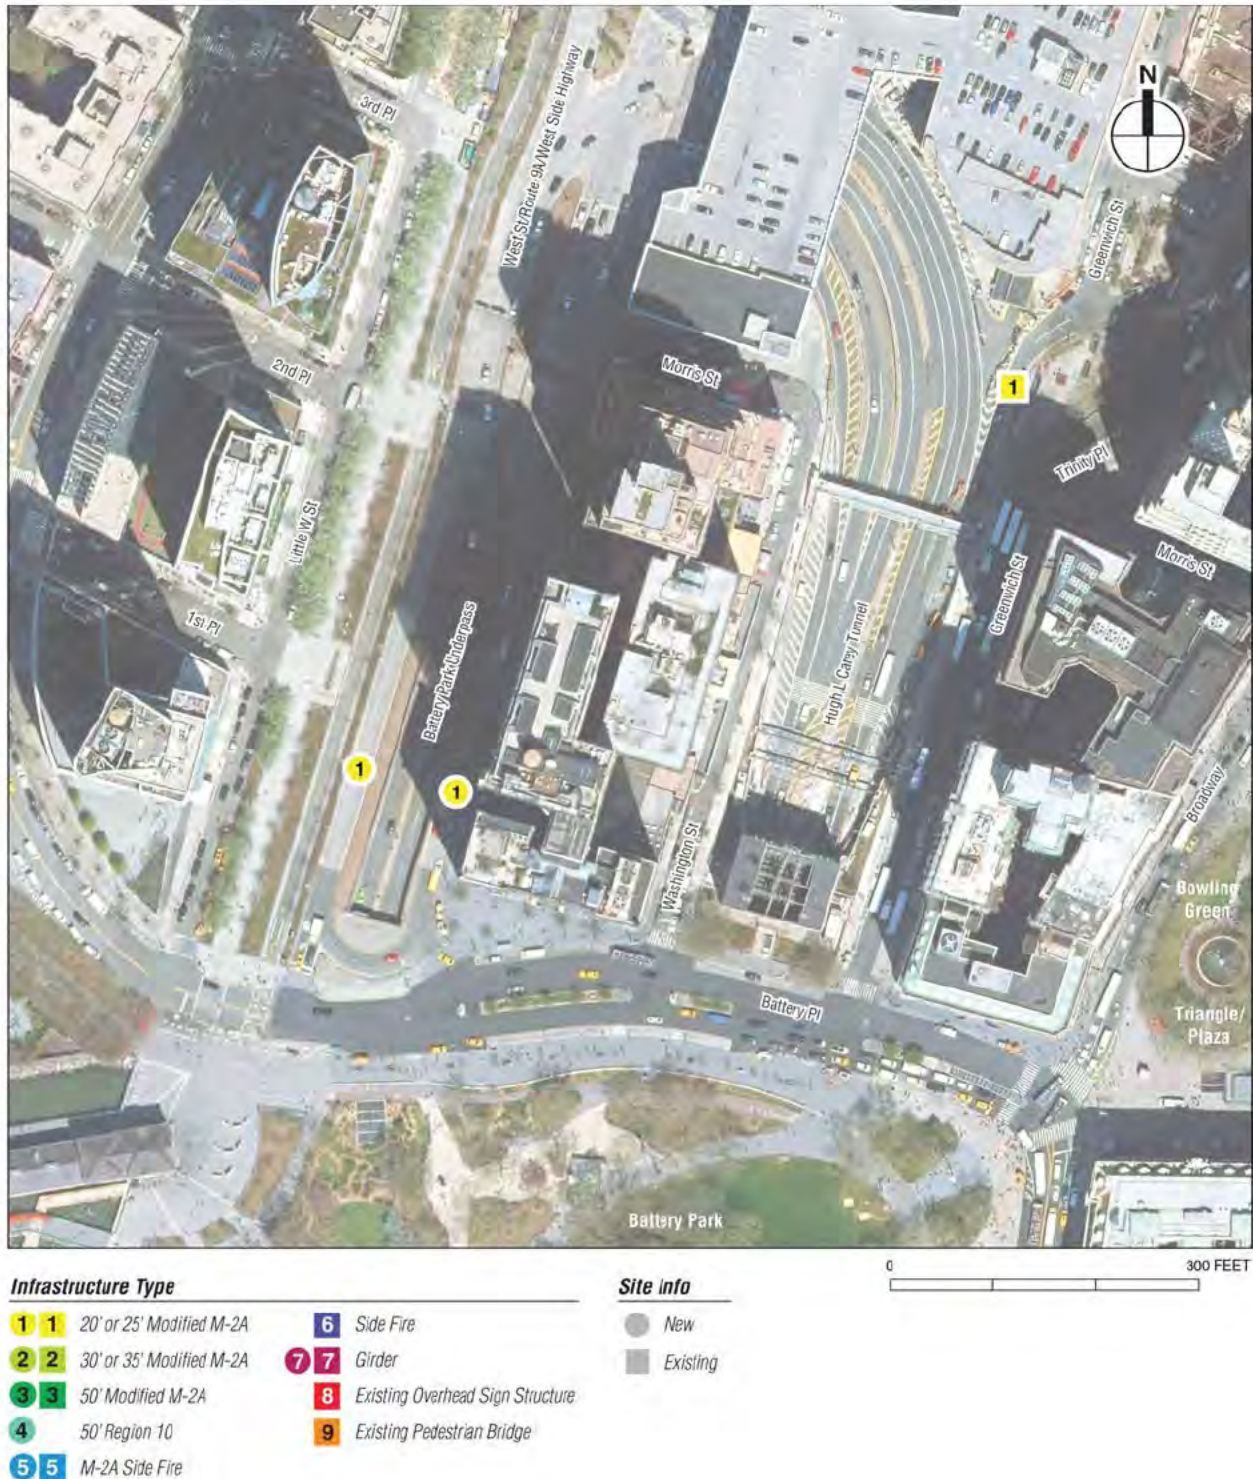 N
3rd Pl
West St/Route 9A/West Side Highway
Greenwich St
2nd Pl
Morris St
1
Trinity Pl
Little W. St
Morris St
Greenwich St
1st Pl
Battery Park Underpass
Hugh L Carey Tunnel
1
1
Broadway
Washington St
Bowling
Green
Battery Pl
Triangle/
Plaza
Battery Park
0 300 FEET
Infrastructure Type
1 1 20' or 25' Modified M-2A
2 2 30' or 35' Modified M-2A
3 3 50' Modified M-2A
4 50' Region 10
5 5 M-2A Side Fire
6 Side Fire
7 7 Girder
8 Existing Overhead Sign Structure
9 Existing Pedestrian Bridge
Site Info
New
Existing